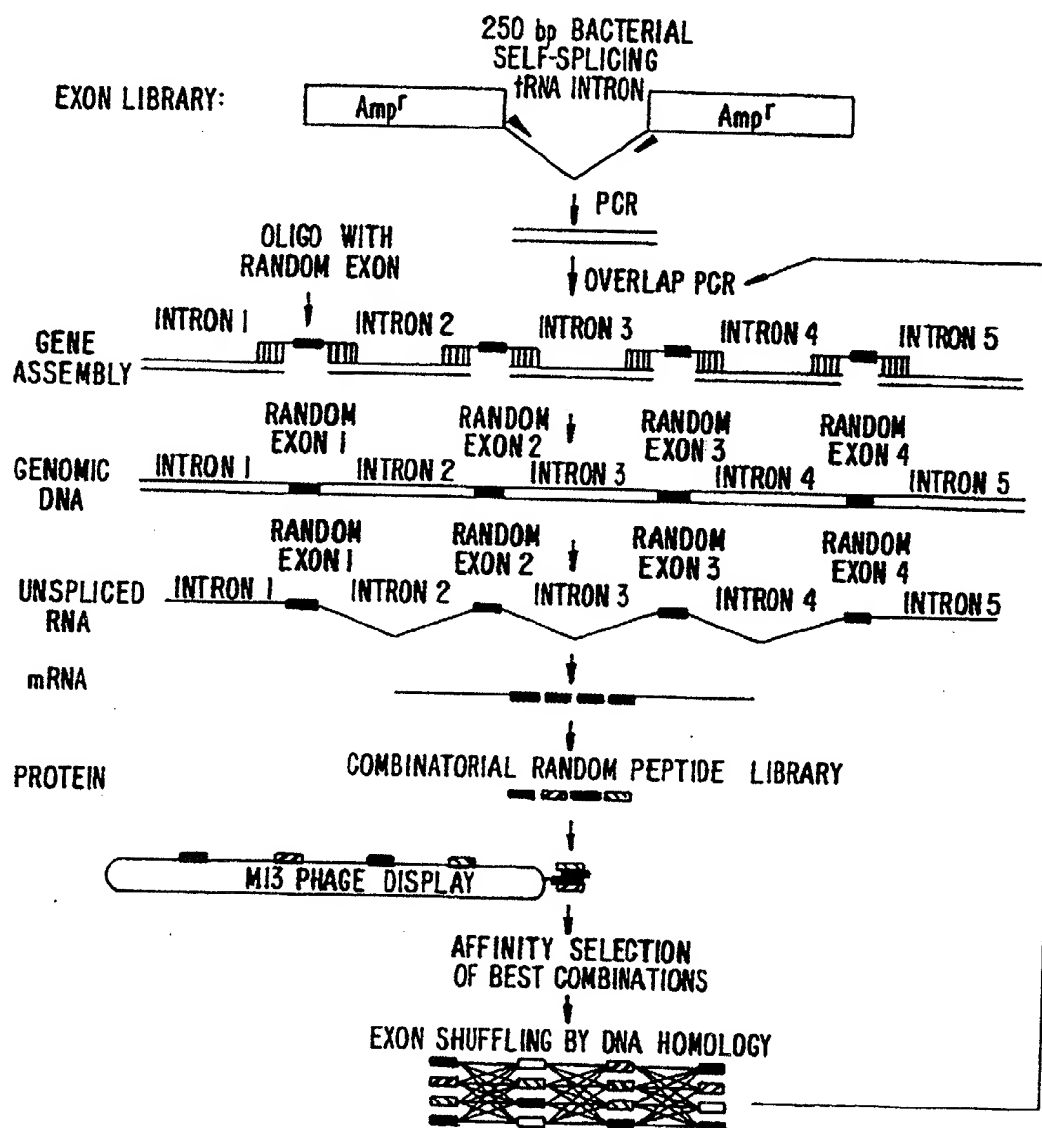 250 bp BACTERIAL
SELF-SPLICING
tRNA INTRON
EXON LIBRARY:
Ampr
Ampr
PCR
OLIGO WITH
RANDOM EXON
OVERLAP PCR
INTRON 1 INTRON 2 INTRON 3 INTRON 4 INTRON 5
GENE
ASSEMBLY
RANDOM
EXON 1
RANDOM
EXON 2
RANDOM
EXON 3
RANDOM
EXON 4
GENOMIC
DNA
INTRON 1 INTRON 2 INTRON 3 INTRON 4 INTRON 5
RANDOM
EXON 1
RANDOM
EXON 2
RANDOM
EXON 3
RANDOM
EXON 4
UNSPLICED
RNA
INTRON 1 INTRON 2 INTRON 3 INTRON 4 INTRON 5
mRNA
PROTEIN
COMBINATORIAL RANDOM PEPTIDE LIBRARY
M13 PHAGE DISPLAY
AFFINITY SELECTION
OF BEST COMBINATIONS
EXON SHUFFLING BY DNA HOMOLOGY